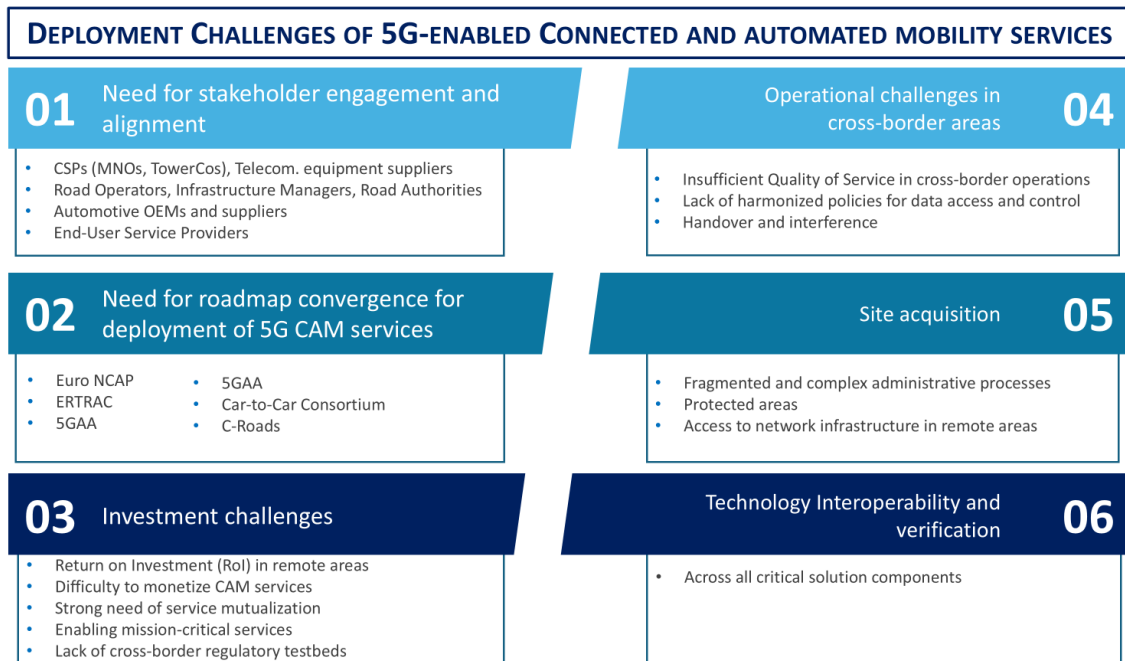 DEPLOYMENT CHALLENGES OF 5G-ENABLED CONNECTED AND AUTOMATED MOBILITY SERVICES
01
Need for stakeholder engagement and
alignment
• CSPs (MNOs, TowerCos), Telecom. equipment suppliers
• Road Operators, Infrastructure Managers, Road Authorities
• Automotive OEMs and suppliers
• End-User Service Providers
02
Need for roadmap convergence for
deployment of 5G CAM services
• Euro NCAP
• ERTRAC
• 5GAA
• 5GAA
• Car-to-Car Consortium
• C-Roads
03
Investment challenges
• Return on Investment (RoI) in remote areas
• Difficulty to monetize CAM services
• Strong need of service mutualization
• Enabling mission-critical services
• Lack of cross-border regulatory testbeds
Operational challenges in
cross-border areas
04
• Insufficient Quality of Service in cross-border operations
• Lack of harmonized policies for data access and control
• Handover and interference
Site acquisition
05
• Fragmented and complex administrative processes
• Protected areas
• Access to network infrastructure in remote areas
Technology Interoperability and
verification
06
• Across all critical solution components